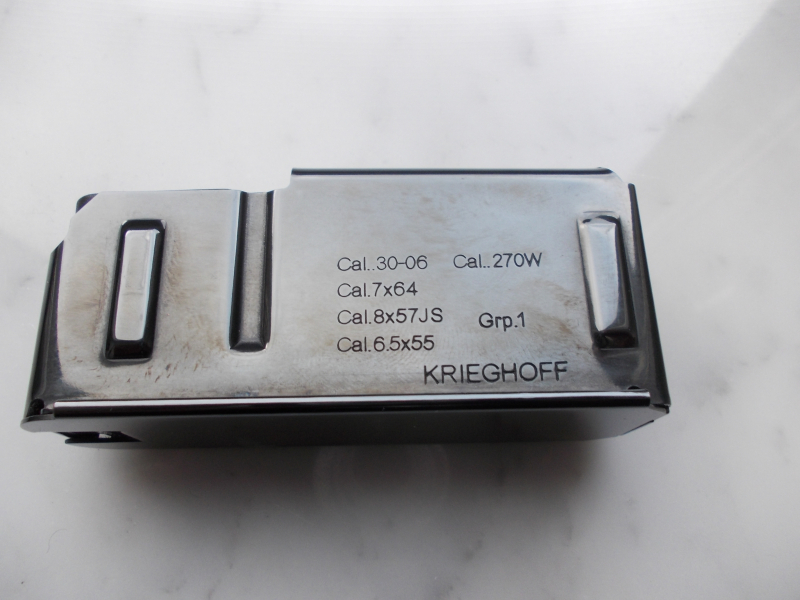 Cal..30-06 Cal..270W
Cal.7x64
Cal.8x57JS Grp.1
Cal.6.5x55
KRIEGHOFF